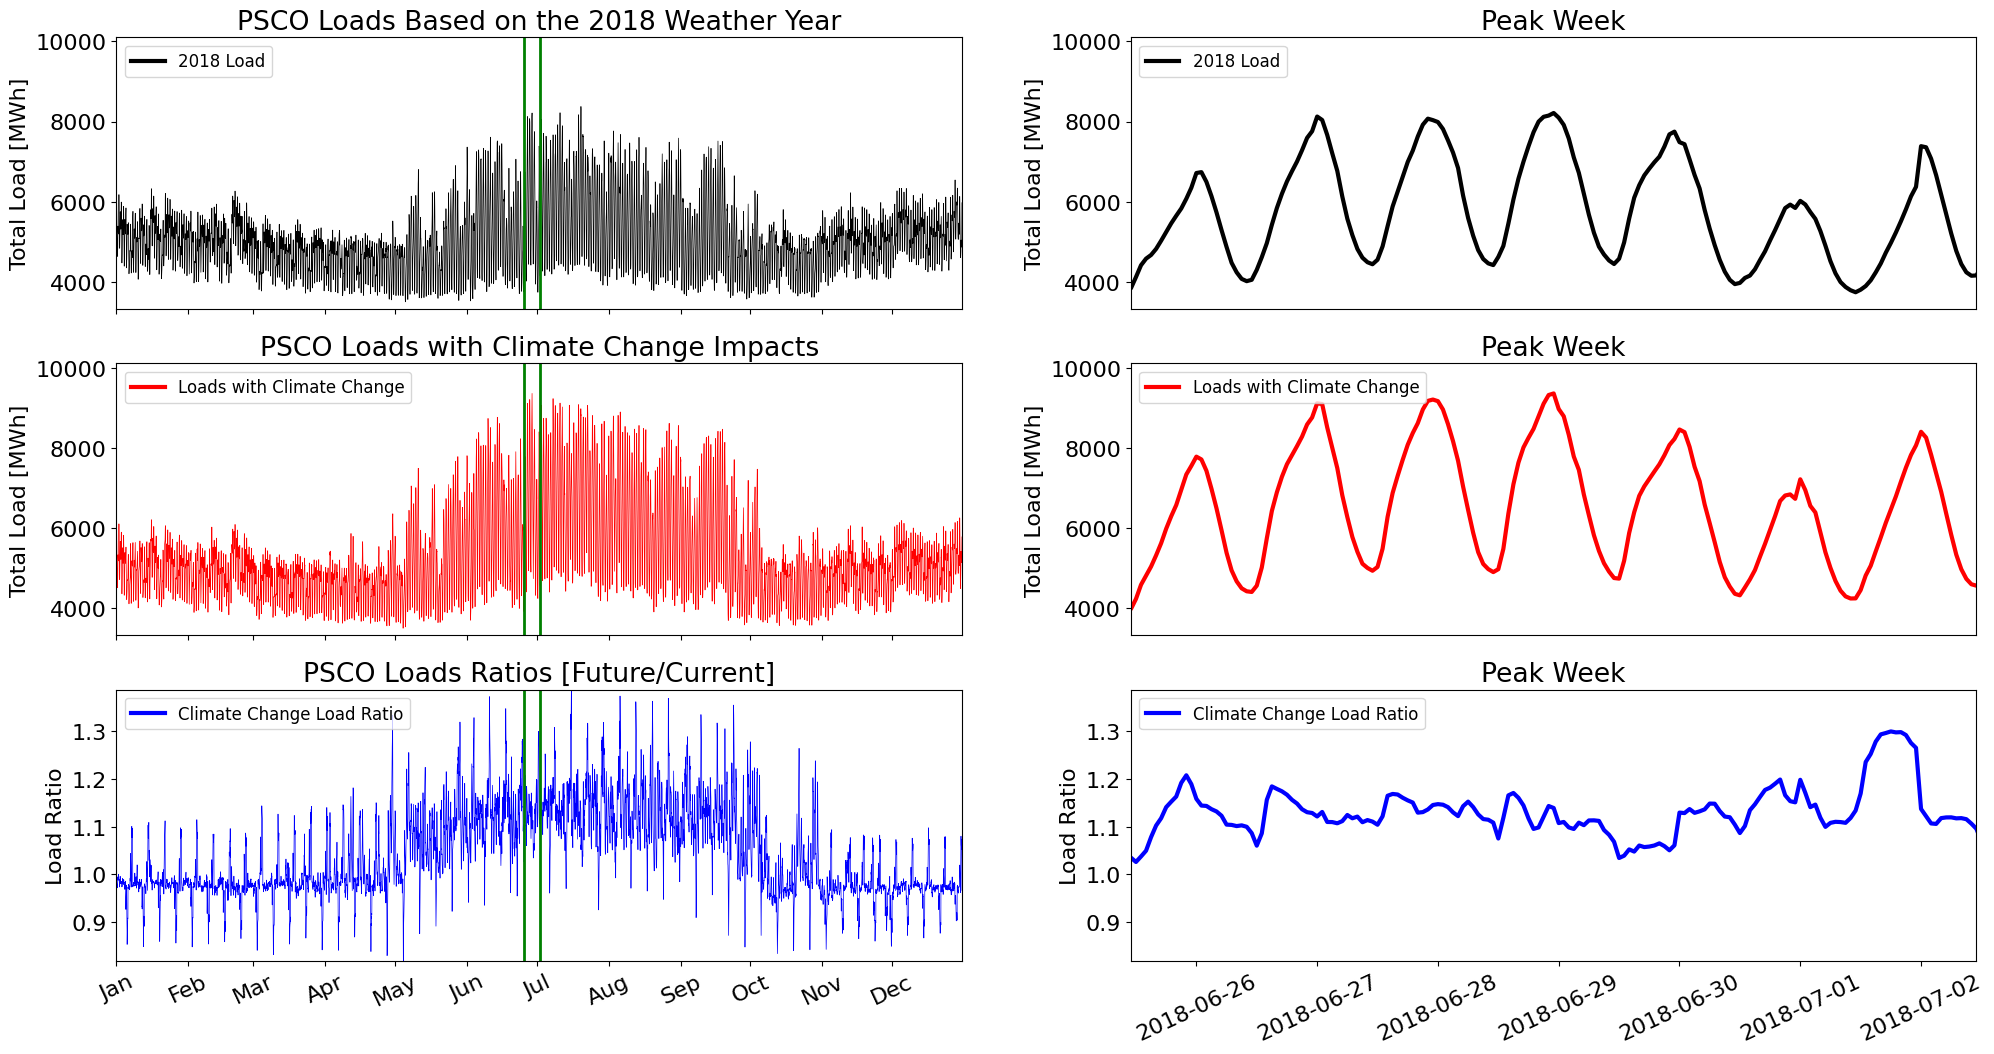 PSCO Loads Based on the 2018 Weather Year
10000
8000
6000
4000
Total Load [MWh]
2018 Load
Peak Week
10000
8000
6000
4000
Total Load [MWh]
2018 Load
PSCO Loads with Climate Change Impacts
10000
8000
6000
4000
Total Load [MWh]
Loads with Climate Change
Peak Week
10000
8000
6000
4000
Total Load [MWh]
Loads with Climate Change
PSCO Loads Ratios [Future/Current]
1.3
1.2
1.1
1.0
0.9
Load Ratio
Climate Change Load Ratio
Jan
Feb
Mar
Apr
May
Jun
Jul
Aug
Sep
Oct
Nov
Dec
Peak Week
1.3
1.2
1.1
1.0
0.9
Load Ratio
Climate Change Load Ratio
2018-06-26
2018-06-27
2018-06-28
2018-06-29
2018-06-30
2018-07-01
2018-07-02